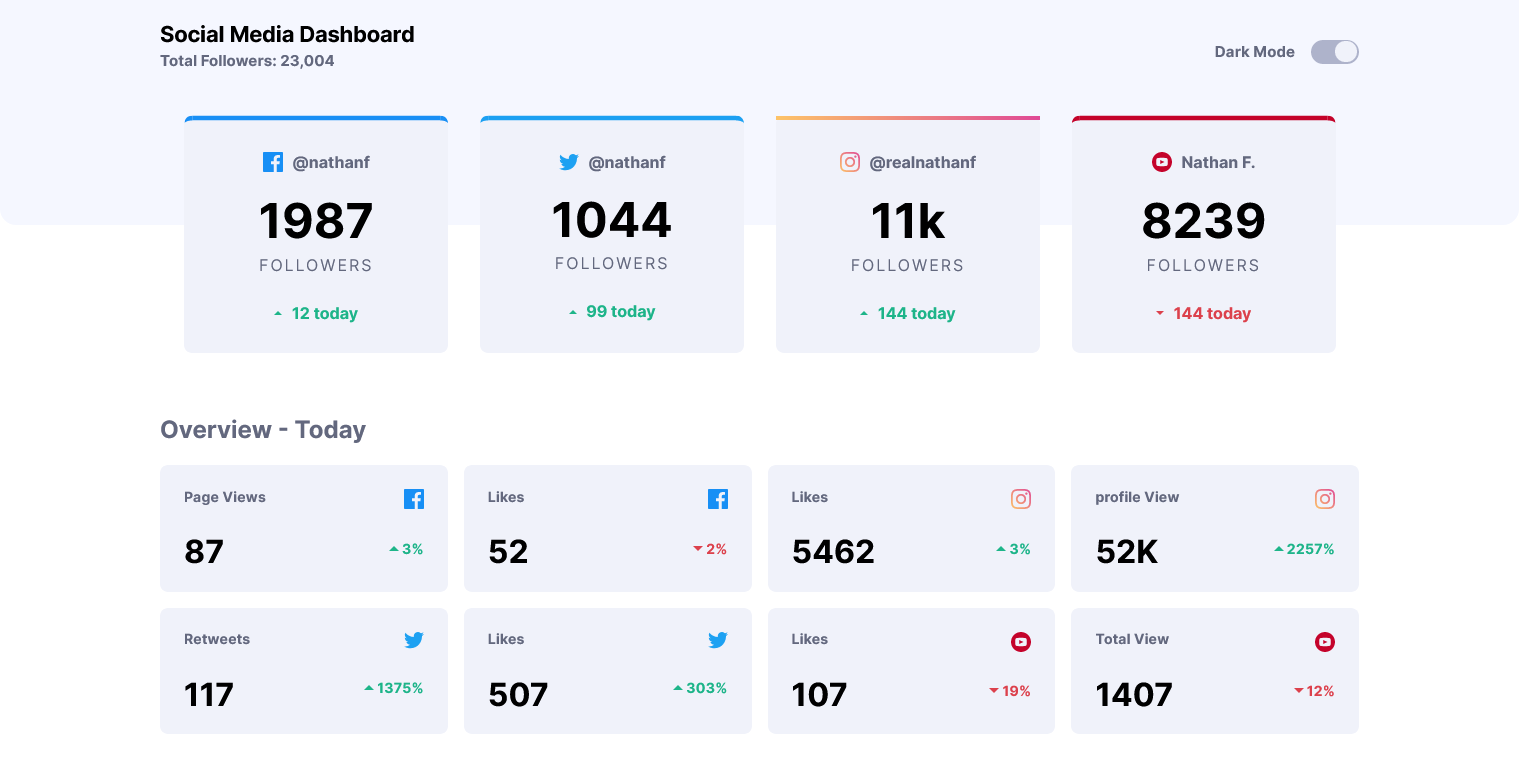 Social Media Dashboard
Total Followers: 23,004
Dark Mode
@nathanf
1987
FOLLOWERS
12 today
@nathanf
1044
FOLLOWERS
99 today
@realnathanf
11k
FOLLOWERS
144 today
Nathan F.
8239
FOLLOWERS
144 today
Overview - Today
Page Views
87
3%
Likes
52
2%
Likes
5462
3%
profile View
52K
2257%
Retweets
117
1375%
Likes
507
303%
Likes
107
19%
Total View
1407
12%